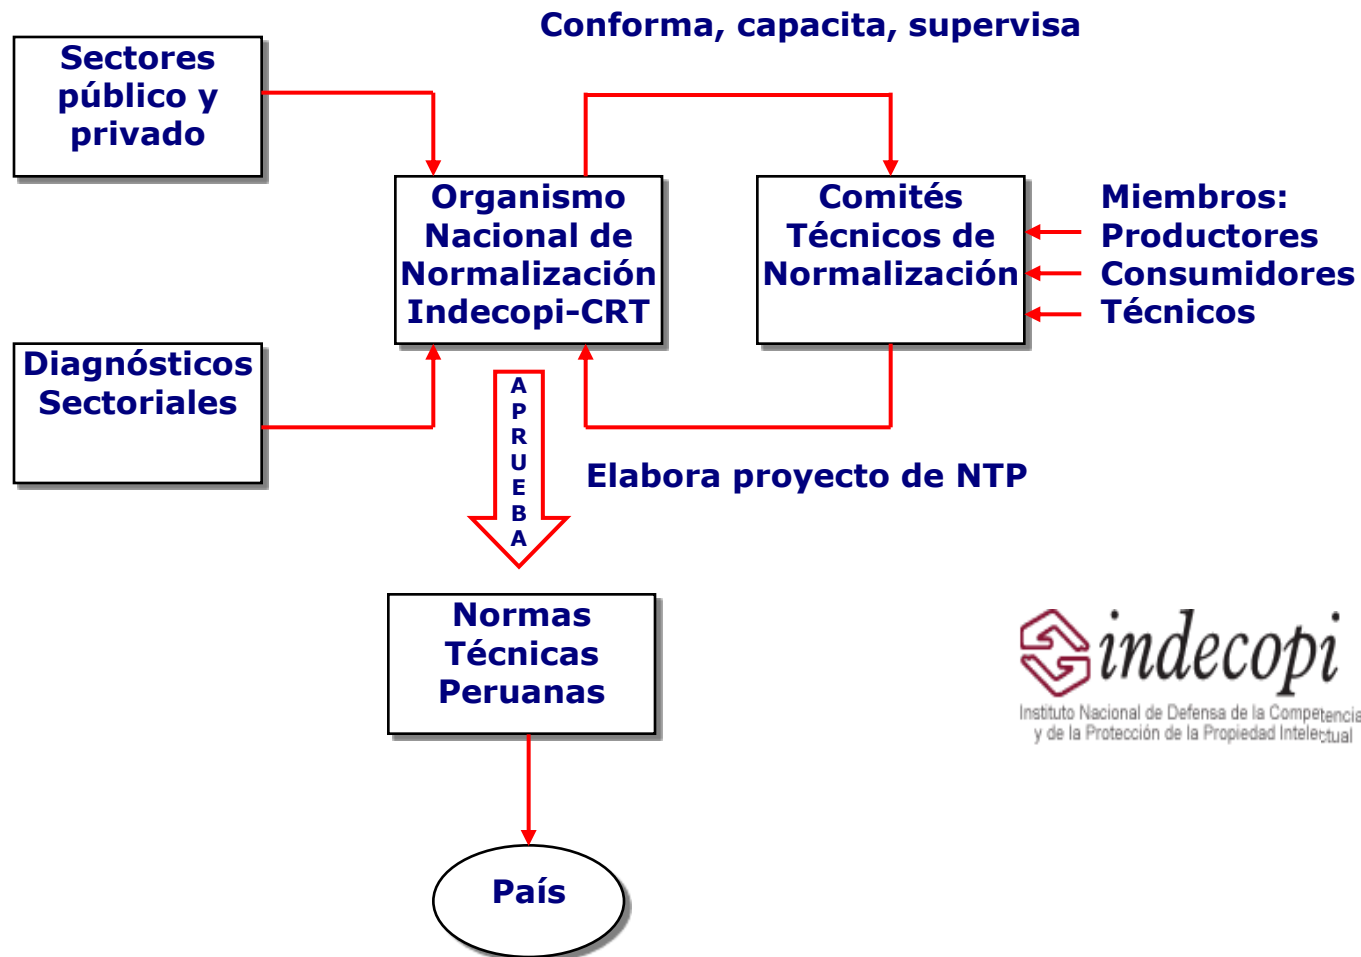 Conforma, capacita, supervisa
Sectores
público y
privado
Organismo
Nacional de
Normalización
Indecopi-CRT
Comités
Técnicos de
Normalización
Miembros:
Productores
Consumidores
Técnicos
Diagnósticos
Sectoriales
APRUEBA
Elabora proyecto de NTP
Normas
Técnicas
Peruanas
indecopi
Instituto Nacional de Defensa de la Competencia
y de la Protección de la Propiedad Intelectual
País